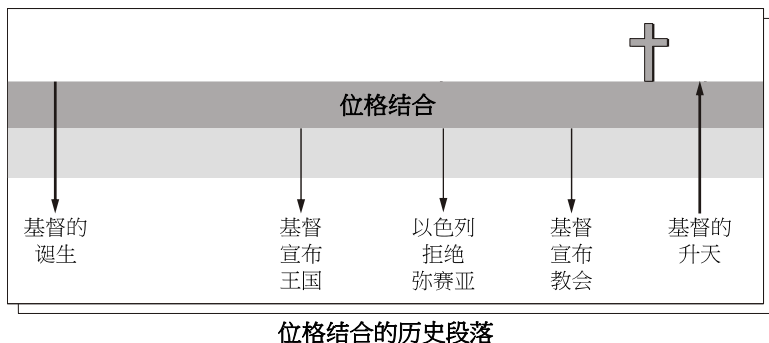 位格结合
基督的
诞生
基督
宣布
王国
以色列
拒绝
弥赛亚
基督
宣布
教会
基督的
升天
位格结合的历史段落